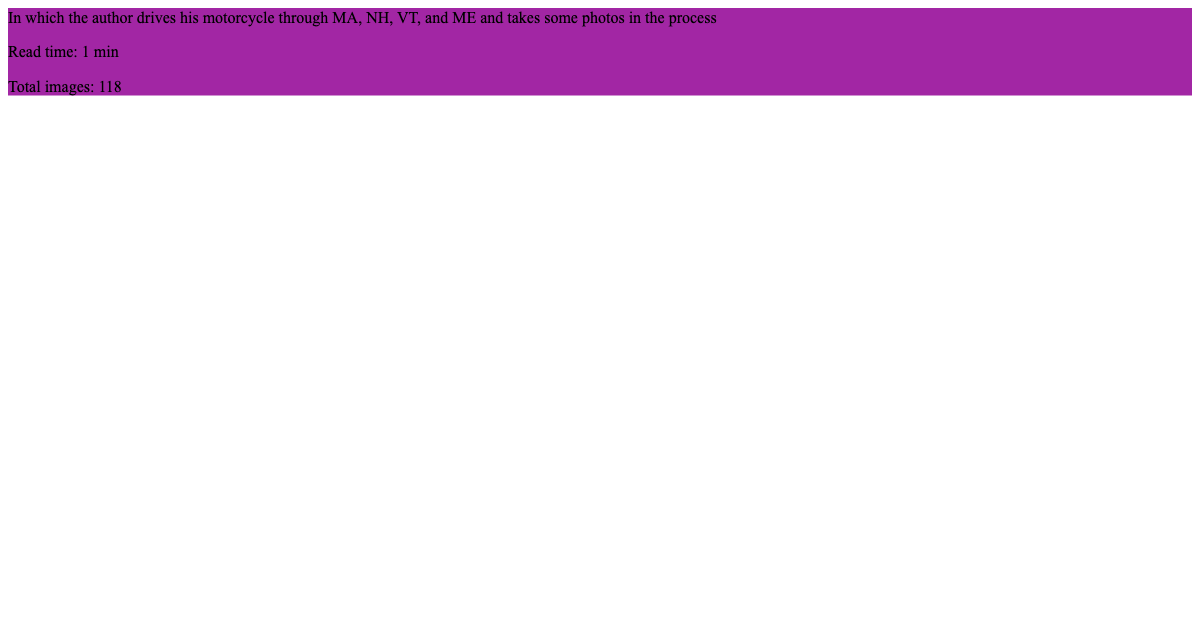 In which the author drives his motorcycle through MA, NH, VT, and ME and takes some photos in the process
Read time: 1 min
Total images: 118